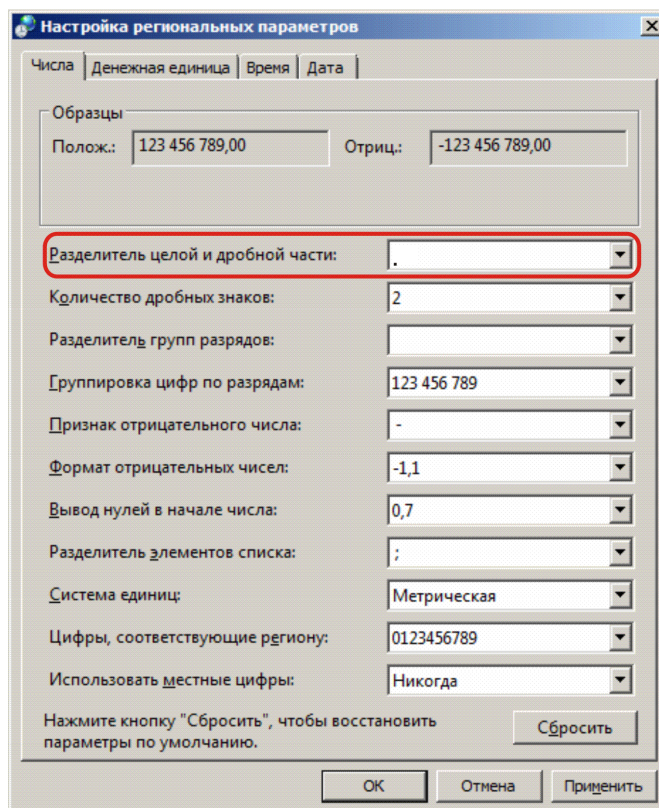 Настройка региональных параметров
Числа Денежная единица Время Дата
Образцы
Полож.: 123 456 789,00 Отриц.: -123 456 789,00
Разделитель целой и дробной части: .
Количество дробных знаков: 2
Разделитель групп разрядов:
Группировка цифр по разрядам: 123 456 789
Признак отрицательного числа: -
Формат отрицательных чисел: -1,1
Вывод нулей в начале числа: 0,7
Разделитель элементов списка: ;
Система единиц: Метрическая
Цифры, соответствующие региону: 0123456789
Использовать местные цифры: Никогда
Нажмите кнопку "Сбросить", чтобы восстановить
параметры по умолчанию.
Сбросить
ОК Отмена Применить